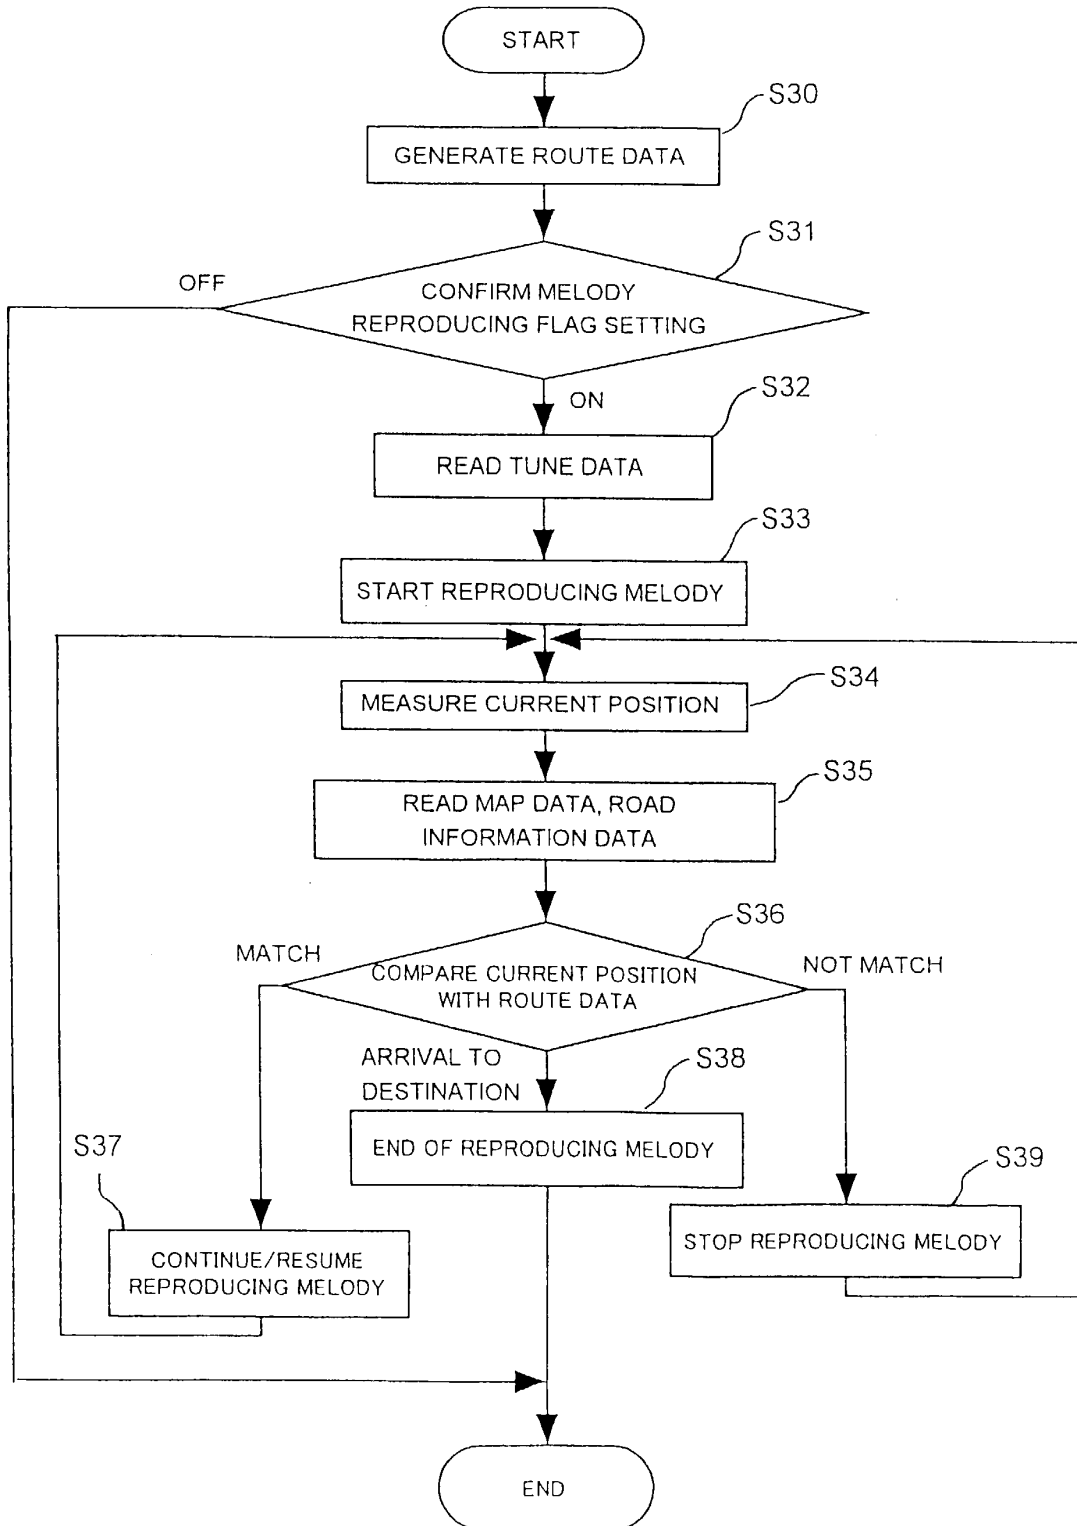 START
S30
GENERATE ROUTE DATA
S31
OFF
CONFIRM MELODY
REPRODUCING FLAG SETTING
S32
ON
READ TUNE DATA
S33
START REPRODUCING MELODY
S34
MEASURE CURRENT POSITION
S35
READ MAP DATA, ROAD
INFORMATION DATA
S36
MATCH
NOT MATCH
COMPARE CURRENT POSITION
WITH ROUTE DATA
ARRIVAL TO
DESTINATION
S38
END OF REPRODUCING MELODY
S37
S39
CONTINUE/RESUME
REPRODUCING MELODY
STOP REPRODUCING MELODY
END